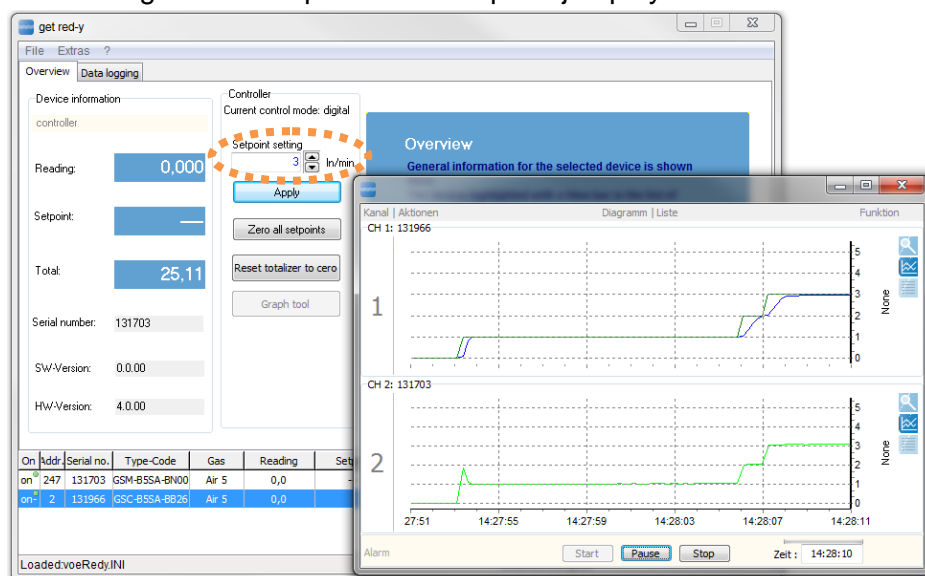 get red-y
File Extras ?
Overview Data logging
Device information
controller
Reading: 0,000
Setpoint:
Total: 25,11
Serial number: 131703
SW-Version: 0.0.00
HW-Version: 4.0.00
Controller
Current control mode: digital
Setpoint setting
3 ln/min
Apply
Zero all setpoints
Reset totalizer to cero
Graph tool
Overview
General information for the selected device is shown
On Addr. Serial no. Type-Code Gas Reading
on 247 131703 GSM-B5SA-BN00 Air 5 0,0
on- 2 131966 GSC-B5SA-BB26 Air 5 0,0
Loaded:voeRedy.INI
Kanal | Aktionen Diagramm | Liste Funktion
CH 1: 131966
1
5
4
3
2
1
0
None
CH 2: 131703
2
5
4
3
2
1
0
None
27:51 14:27:55 14:27:59 14:28:03 14:28:07 14:28:11
Alarm Start Pause Stop Zeit : 14:28:10